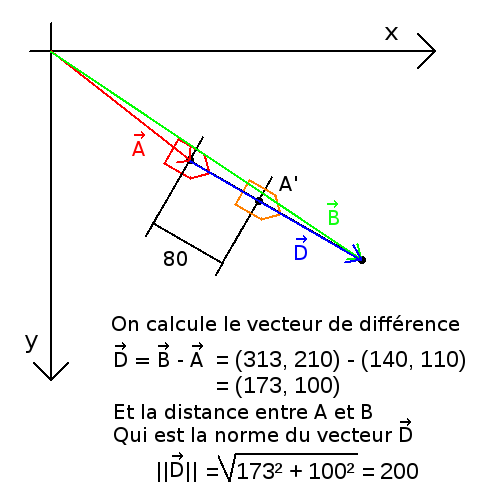 x
A⃗
A'
B⃗
D⃗
80
y
On calcule le vecteur de différence
D⃗ = B⃗ - A⃗ = (313, 210) - (140, 110)
= (173, 100)
Et la distance entre A et B
Qui est la norme du vecteur D⃗
||D⃗|| = √173² + 100² = 200